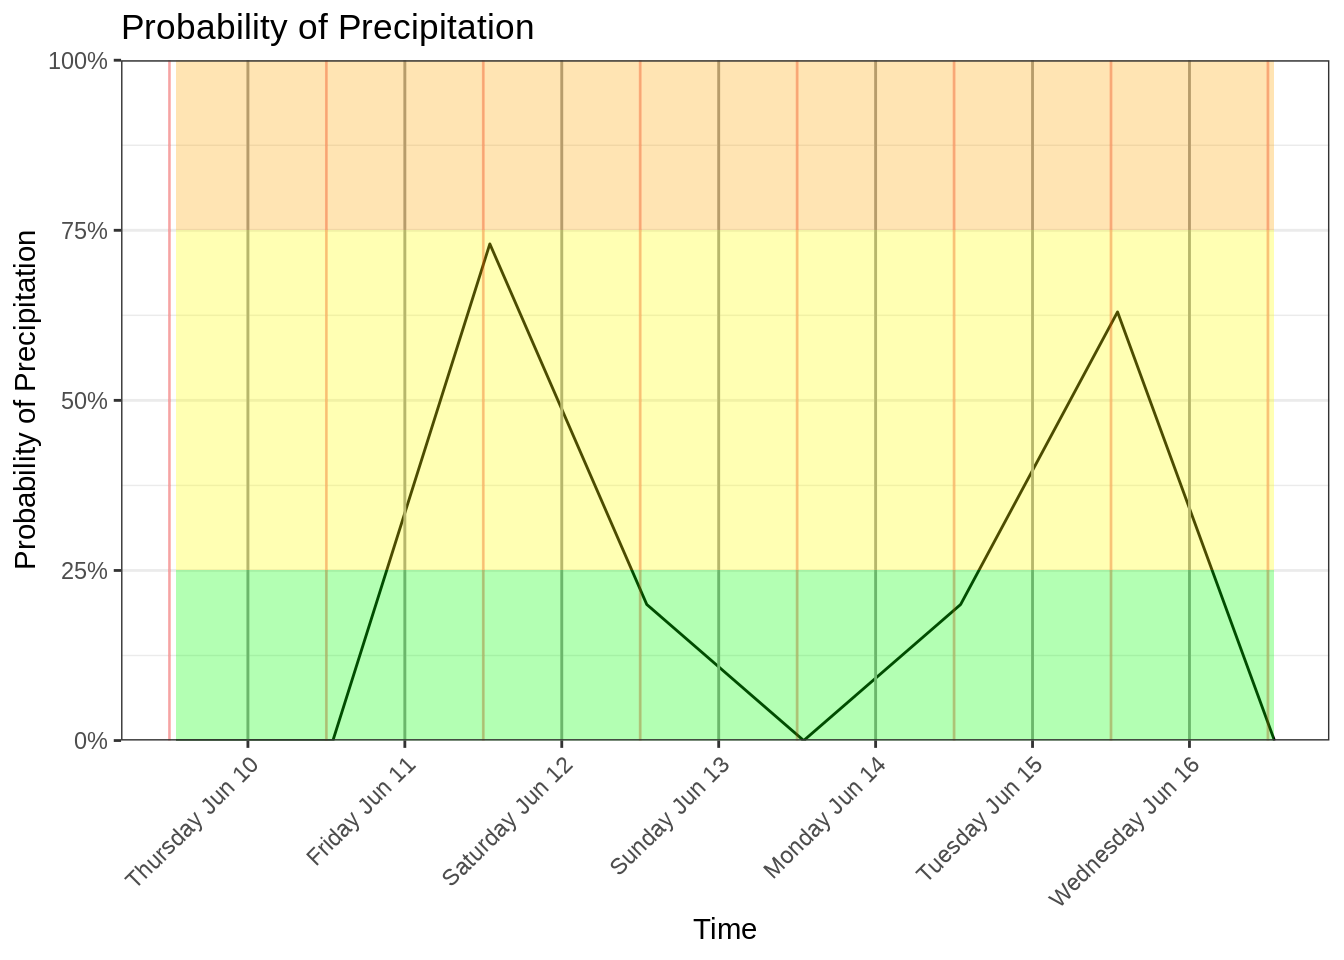 Probability of Precipitation
100%
75%
50%
25%
0%
Probability of Precipitation
Thursday Jun 10
Friday Jun 11
Saturday Jun 12
Sunday Jun 13
Monday Jun 14
Tuesday Jun 15
Wednesday Jun 16
Time